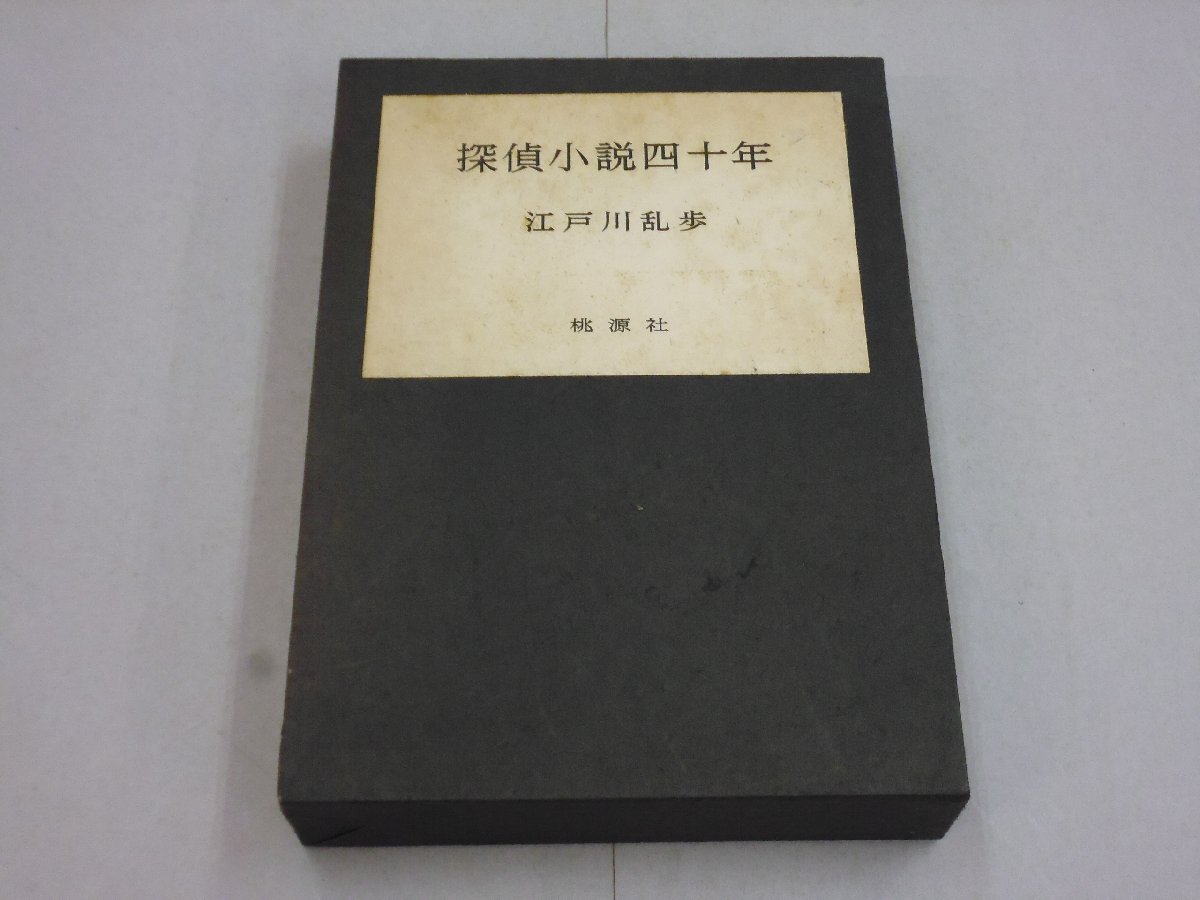 探偵小説四十年
江戸川乱歩
桃源社